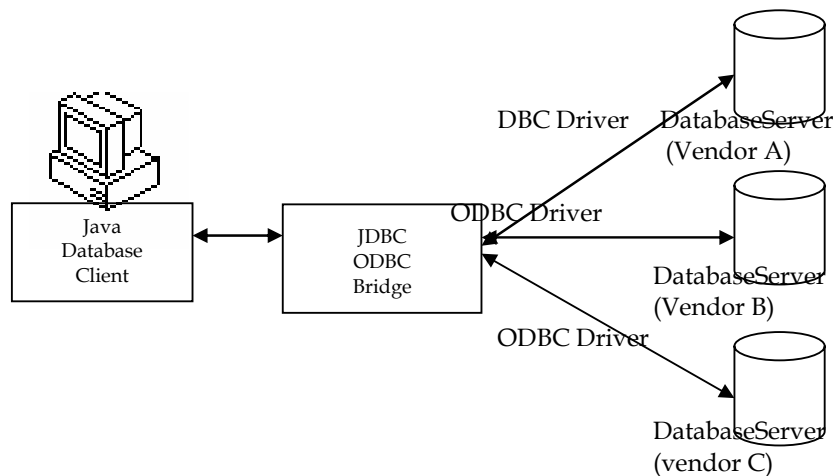 Java
Database
Client
JDBC
ODBC
Bridge
DBC Driver
DatabaseServer
(Vendor A)
ODBC Driver
DatabaseServer
(Vendor B)
ODBC Driver
DatabaseServer
(vendor C)